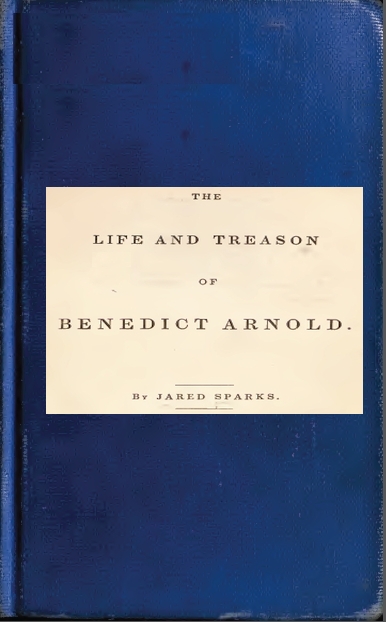 THE
LIFE AND TREASON
OF
BENEDICT ARNOLD.
By JARED SPARKS.